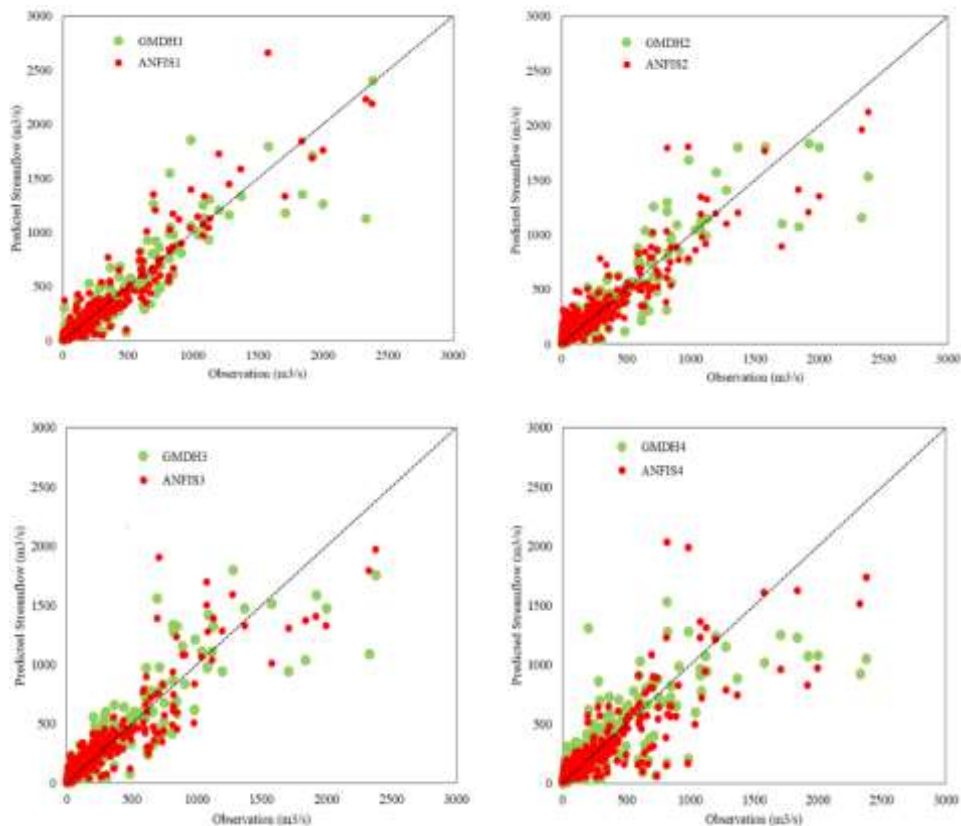 3000
GMDH1
ANFIS1
2500
2000
1500
1000
500
0
Predicted Streamflow (m3/s)
0 500 1000 1500 2000 2500 3000
Observation (m3/s)
3000
GMDH2
ANFIS2
2500
2000
1500
1000
500
0
Predicted Streamflow (m3/s)
0 500 1000 1500 2000 2500 3000
Observation (m3/s)
3000
GMDH3
ANFIS3
2500
2000
1500
1000
500
0
Predicted Streamflow (m3/s)
0 500 1000 1500 2000 2500 3000
Observation (m3/s)
3000
GMDH4
ANFIS4
2500
2000
1500
1000
500
0
Predicted Streamflow (m3/s)
0 500 1000 1500 2000 2500 3000
Observation (m3/s)